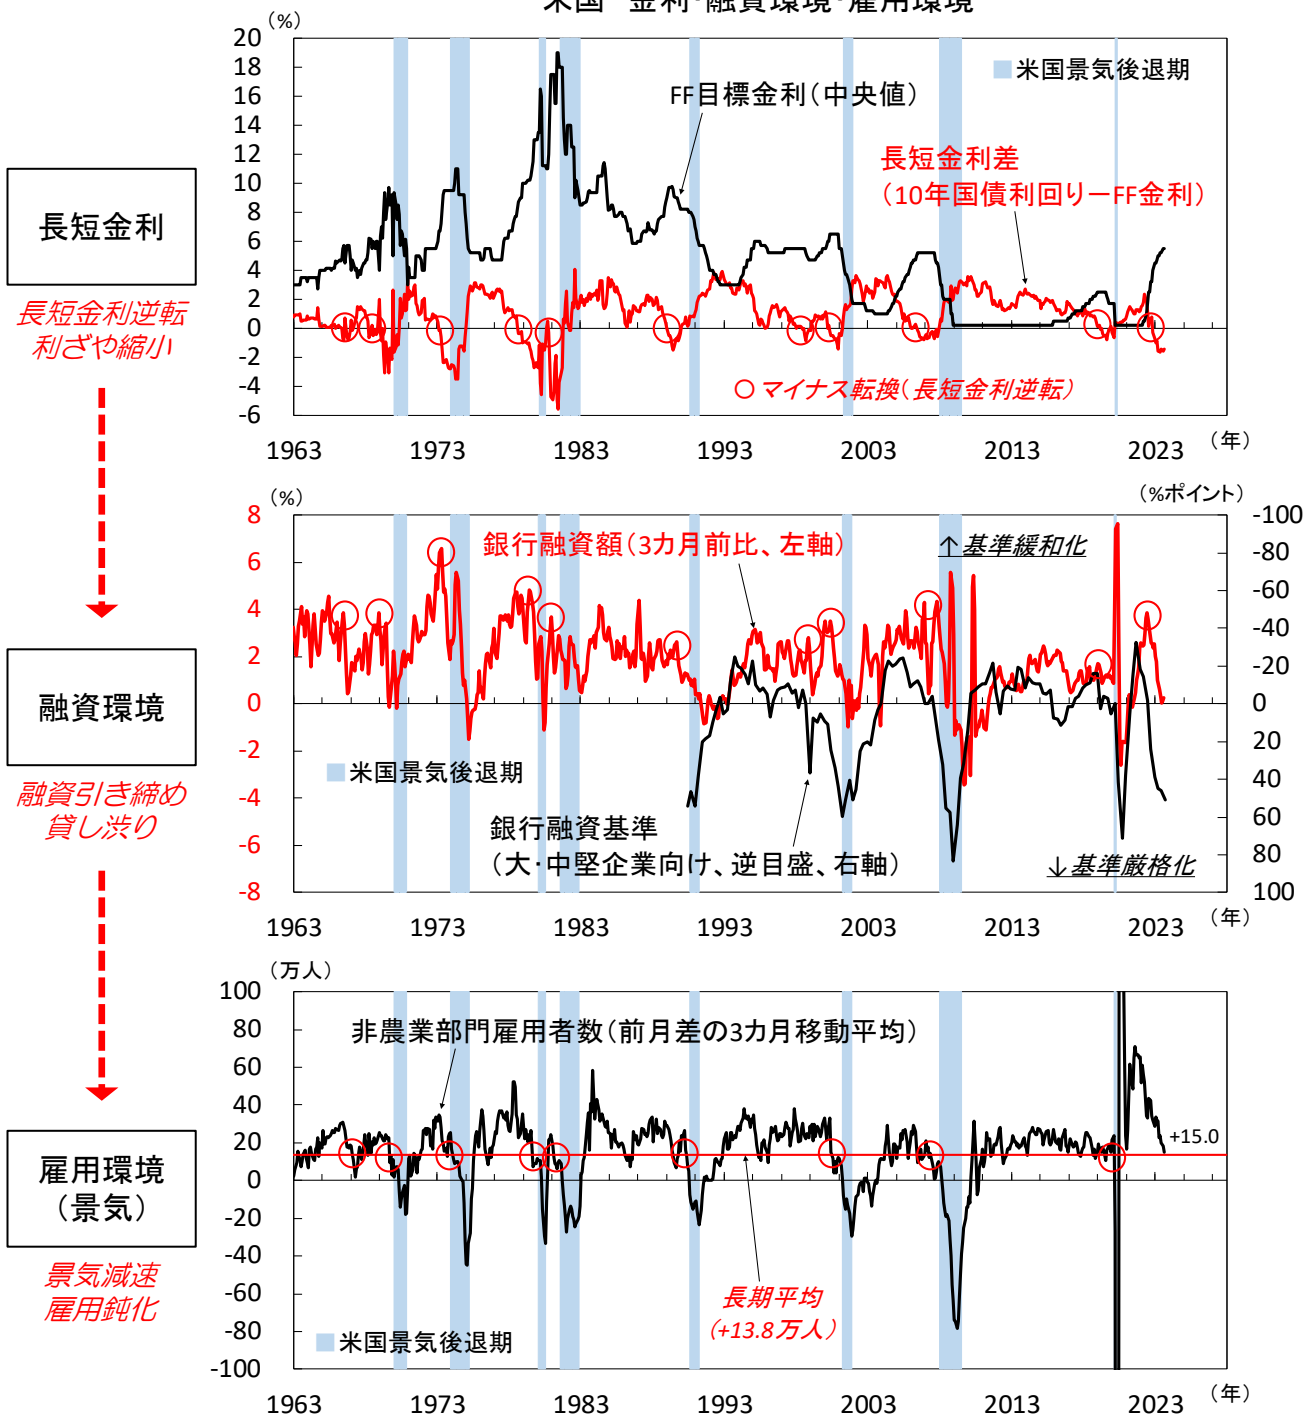 米国 金利・融資環境・雇用環境
(%)
20
18
16
14
12
10
8
6
4
2
0
-2
-4
-6
米国景気後退期
FF目標金利(中央値)
長短金利差
(10年国債利回りーFF金利)
○ マイナス転換(長短金利逆転)
1963
1973
1983
1993
2003
2013
2023
(年)
長短金利
長短金利逆転
利ざや縮小
(%)
(%ポイント)
8
6
4
2
0
-2
-4
-6
-8
-100
-80
-60
-40
-20
0
20
40
60
80
100
銀行融資額(3カ月前比、左軸)
↑基準緩和化
米国景気後退期
銀行融資基準
(大・中堅企業向け、逆目盛、右軸)
↓基準厳格化
1963
1973
1983
1993
2003
2013
2023
(年)
融資環境
融資引き締め
貸し渋り
(万人)
100
80
60
40
20
0
-20
-40
-60
-80
-100
非農業部門雇用者数(前月差の3カ月移動平均)
+15.0
長期平均
(+13.8万人)
米国景気後退期
1963
1973
1983
1993
2003
2013
2023
(年)
雇用環境
(景気)
景気減速
雇用鈍化